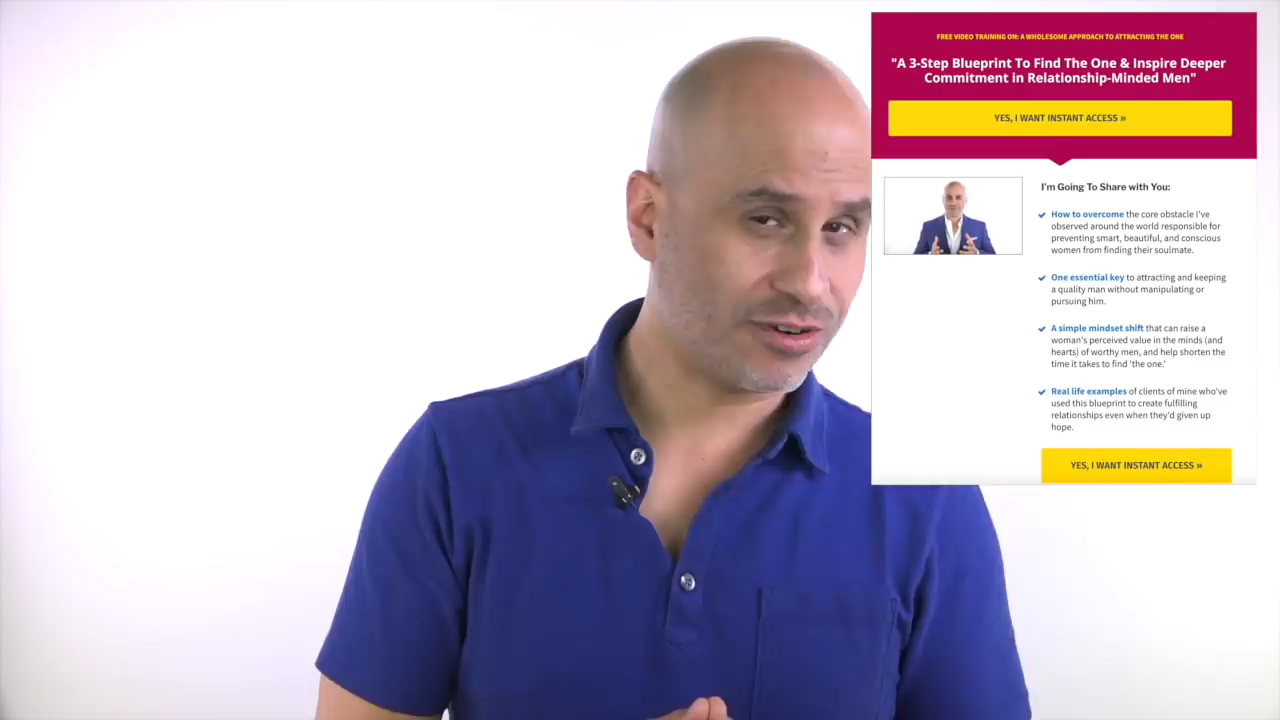 FREE VIDEO TRAINING ON: A WHOLESOME APPROACH TO ATTRACTING THE ONE
"A 3-Step Blueprint To Find The One & Inspire Deeper
Commitment in Relationship-Minded Men"
YES, I WANT INSTANT ACCESS »
I'm Going To Share with You:
How to overcome the core obstacle I've
observed around the world responsible for
preventing smart, beautiful, and conscious
women from finding their soulmate.
One essential key to attracting and keeping
a quality man without manipulating or
pursuing him.
A simple mindset shift that can raise a
woman's perceived value in the minds (and
hearts) of worthy men, and help shorten the
time it takes to find 'the one.'
Real life examples of clients of mine who've
used this blueprint to create fulfilling
relationships even when they'd given up
hope.
YES, I WANT INSTANT ACCESS »